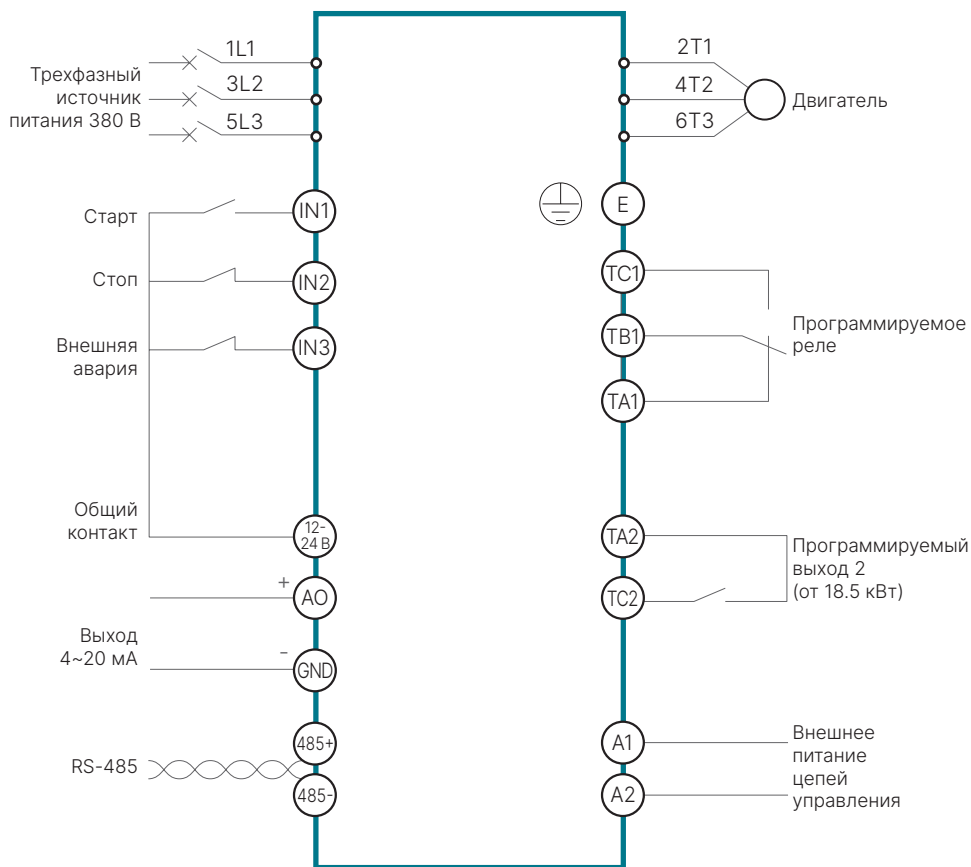 1L1
Трехфазный
источник
питания 380 В
3L2
5L3
2T1
4T2
6T3
Двигатель
Старт
IN1
Стоп
IN2
Внешняя
авария
IN3
E
TC1
TB1
TA1
Программируемое
реле
Общий
контакт
12-
24 В
+
AO
Выход
4~20 мА
-
GND
RS-485
485+
485-
TA2
TC2
Программируемый
выход 2
(от 18.5 кВт)
A1
A2
Внешнее
питание
цепей
управления